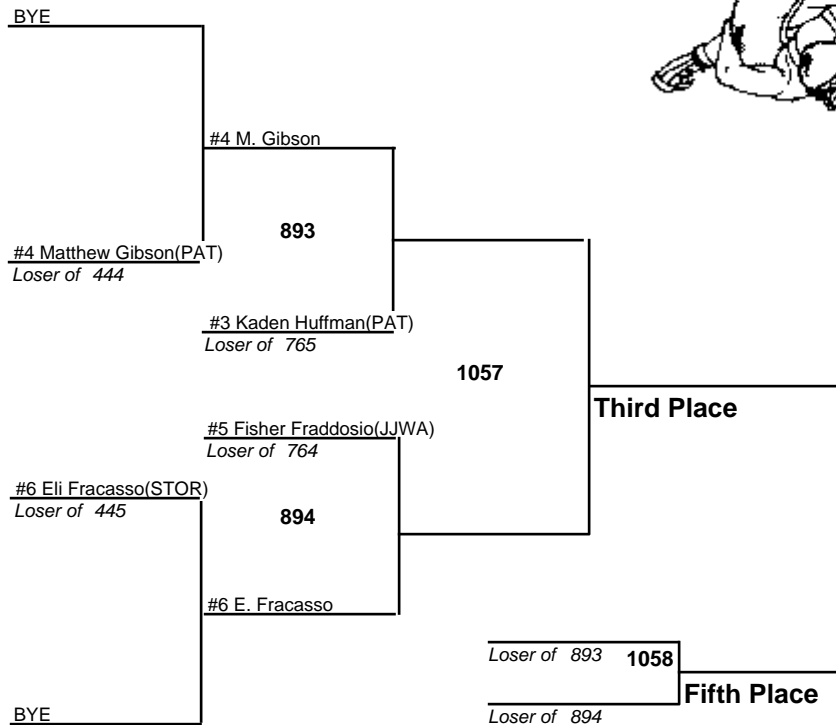 BYE
#4 M. Gibson
893
#4 Matthew Gibson(PAT)
Loser of 444
#3 Kaden Huffman(PAT)
Loser of 765
1057
Third Place
#5 Fisher Fraddosio(JJWA)
Loser of 764
#6 Eli Fracasso(STOR)
Loser of 445
894
#6 E. Fracasso
Loser of 893 1058
Fifth Place
BYE
Loser of 894